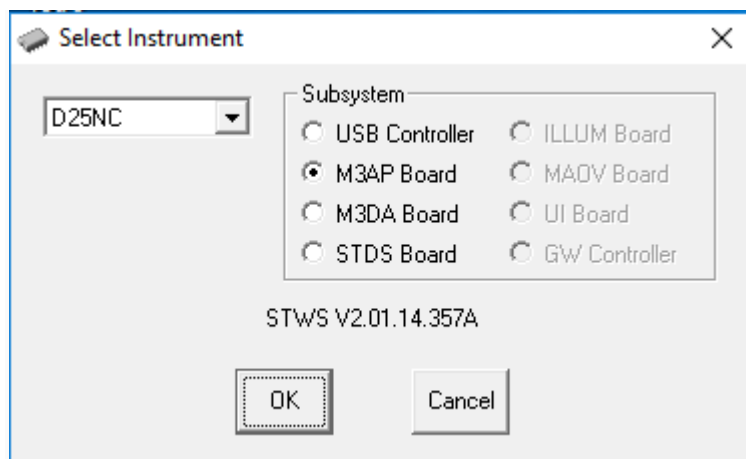 Select Instrument
D25NC
Subsystem
USB Controller
ILLUM Board
M3AP Board
MAOV Board
M3DA Board
UI Board
STDS Board
GW Controller
STWS V2.01.14.357A
OK
Cancel